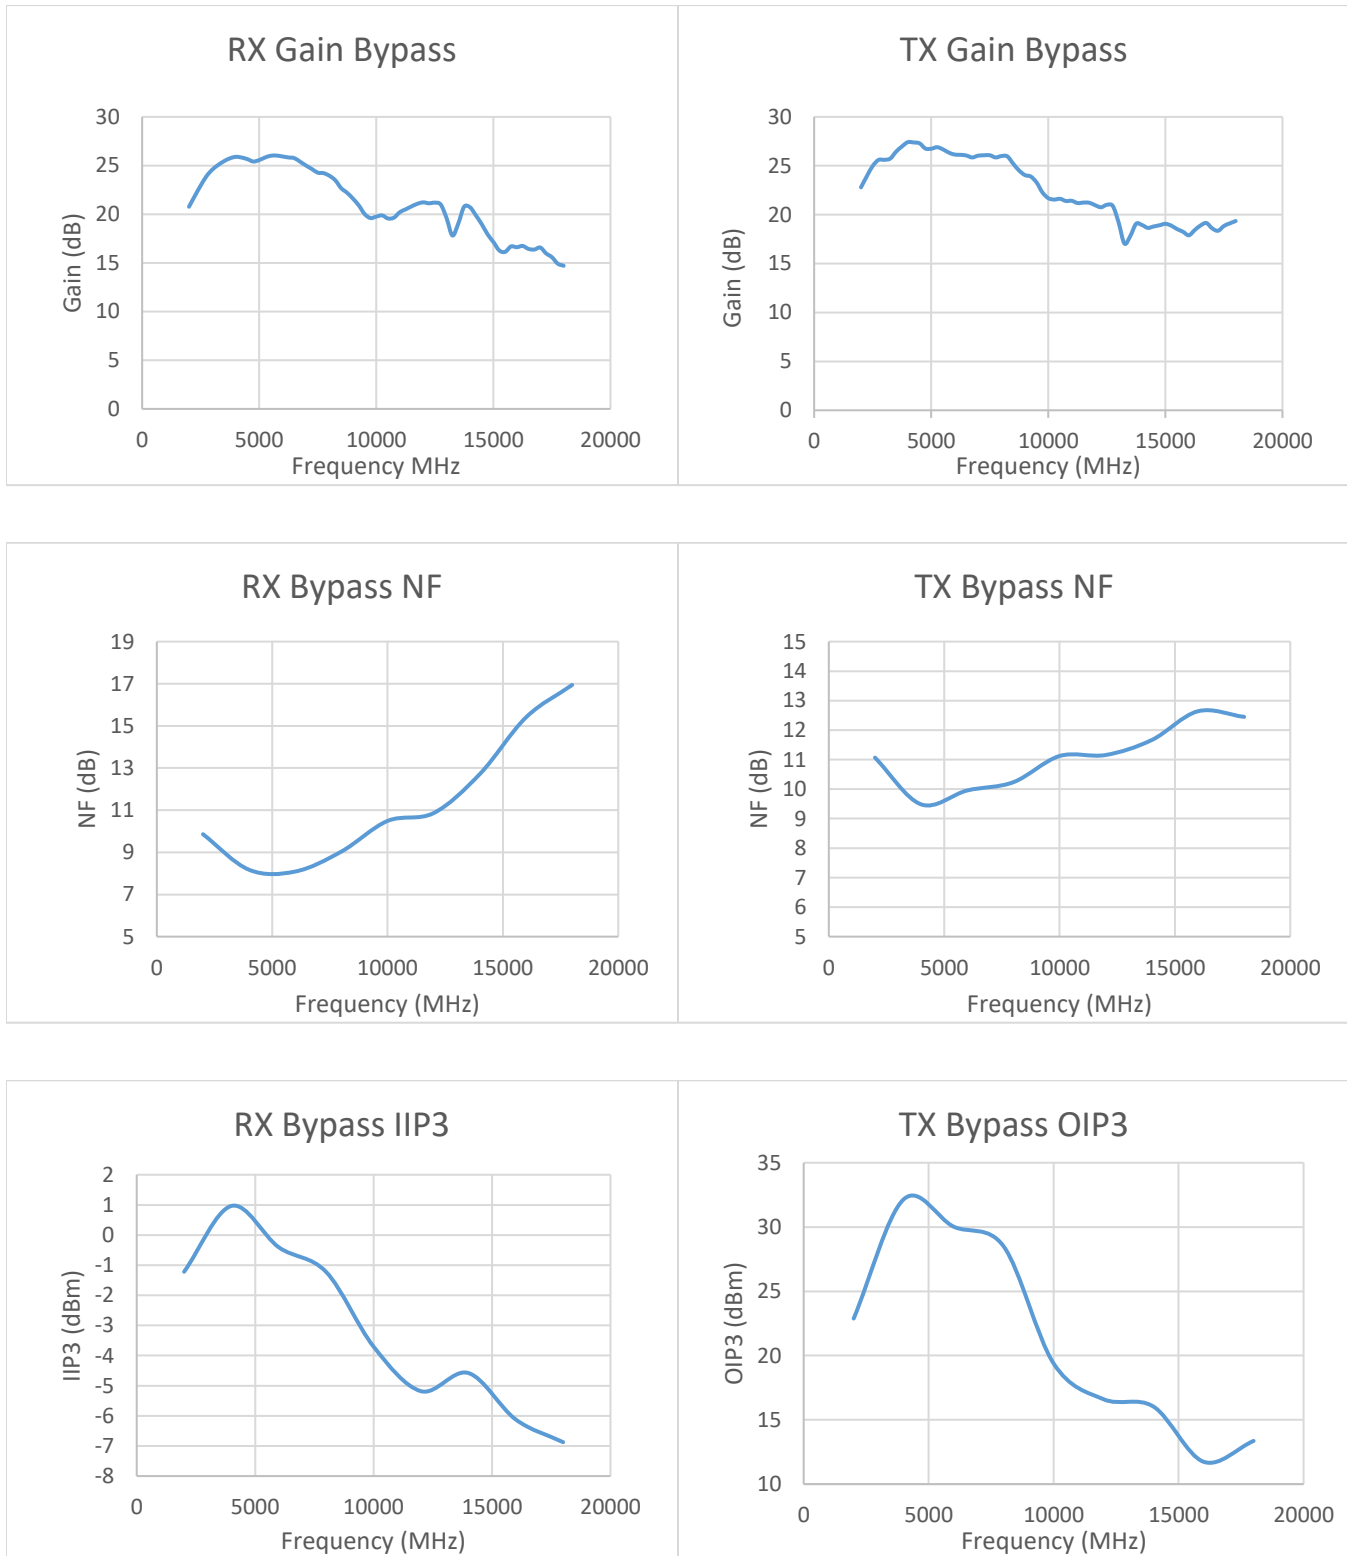 RX Gain Bypass
30
25
20
15
10
5
0
Gain (dB)
0 5000 10000 15000 20000
Frequency MHz
TX Gain Bypass
30
25
20
15
10
5
0
Gain (dB)
0 5000 10000 15000 20000
Frequency (MHz)
RX Bypass NF
19
17
15
13
11
9
7
5
NF (dB)
0 5000 10000 15000 20000
Frequency (MHz)
TX Bypass NF
15
14
13
12
11
10
9
8
7
6
5
NF (dB)
0 5000 10000 15000 20000
Frequency (MHz)
RX Bypass IIP3
2
1
0
-1
-2
-3
-4
-5
-6
-7
-8
IIP3 (dBm)
0 5000 10000 15000 20000
Frequency (MHz)
TX Bypass OIP3
35
30
25
20
15
10
OIP3 (dBm)
0 5000 10000 15000 20000
Frequency (MHz)